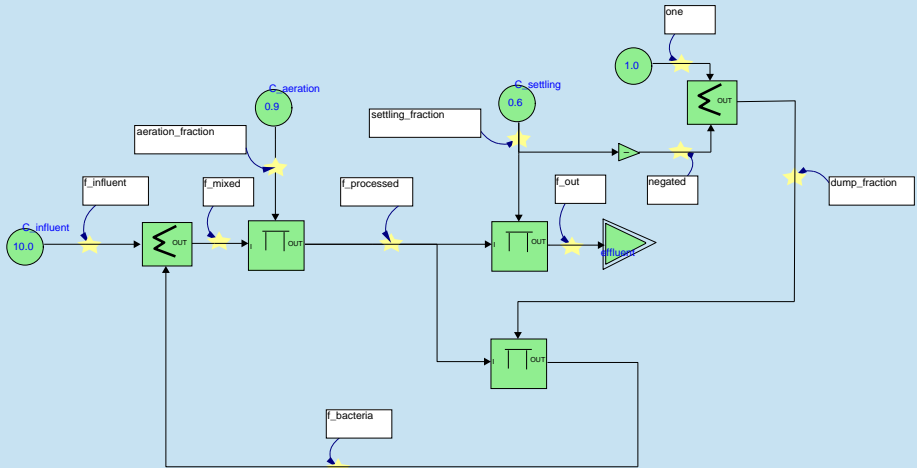 one
1.0
OUT
C_aeration
0.9
C_settling
0.6
settling_fraction
aeration_fraction
−
f_influent
f_mixed
f_processed
f_out
negated
dump_fraction
C_influent
10.0
OUT
I
OUT
I
OUT
effluent
I
OUT
f_bacteria